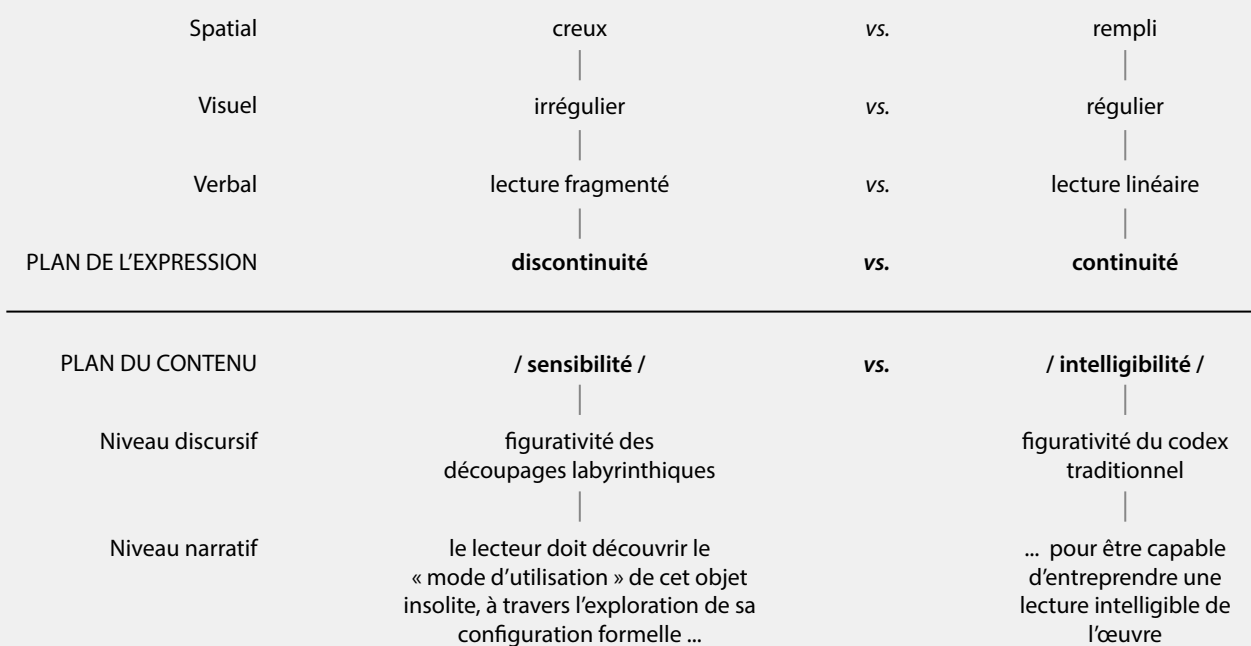 Spatial creux vs. rempli
Visuel irrégulier vs. régulier
Verbal lecture fragmenté vs. lecture linéaire
PLAN DE L’EXPRESSION discontinuité vs. continuité
PLAN DU CONTENU / sensibilité / vs. / intelligibilité /
Niveau discursif figurativité des figurativité du codex
découpages labyrinthiques traditionnel
Niveau narratif le lecteur doit découvrir le ... pour être capable
« mode d’utilisation » de cet objet d’entreprendre une
insolite, à travers l’exploration de sa lecture intelligible de
configuration formelle ... l’œuvre